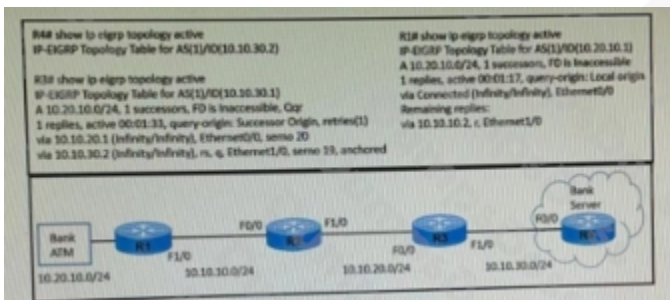 R4# show ip eigrp topology active
IP-EIGRP Topology Table for AS(1)/ID(10.10.30.2)
R3# show ip eigrp topology active
IP-EIGRP Topology Table for AS(1)/ID(10.10.30.1)
A 10.20.10.0/24, 1 successors, FD is Inaccessible, Qqr
1 replies, active 00:01:33, query-origin: Successor Origin, retries(1)
via 10.10.20.1 (Infinity/Infinity), Ethernet0/0, serno 20
via 10.10.30.2 (Infinity/Infinity), rs, q, Ethernet1/0, serno 19, anchored
R1# show ip eigrp topology active
IP-EIGRP Topology Table for AS(1)/ID(10.20.10.1)
A 10.20.10.0/24, 1 successors, FD is Inaccessible
1 replies, active 00:01:17, query-origin: Local origin
via Connected (Infinity/Infinity), Ethernet0/0
Remaining replies:
via 10.10.10.2, r, Ethernet1/0
Bank
Server
F0/0
F1/0
F0/0
Bank
ATM
R1
R3
F1/0
F0/0
F1/0
10.20.10.0/24
10.10.10.0/24
10.10.20.0/24
10.10.30.0/24